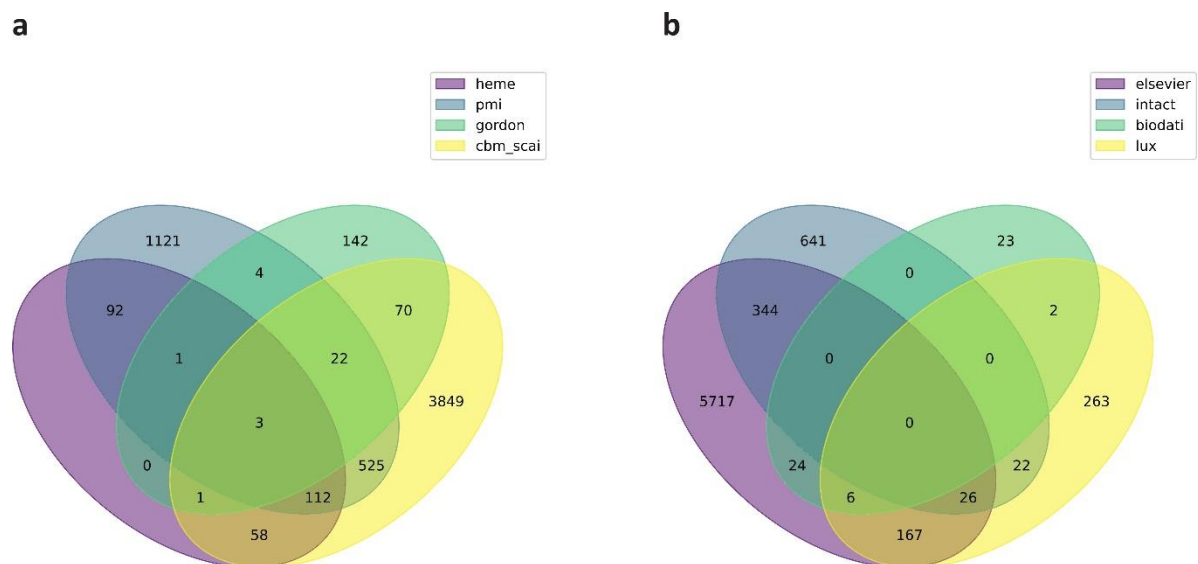 a
heme
pmi
gordon
cbm_scai
1121
142
4
92
70
1
22
3849
3
0
525
1
112
58
b
elsevier
intact
biodati
lux
641
23
0
344
2
0
0
5717
263
0
24
22
6
26
167